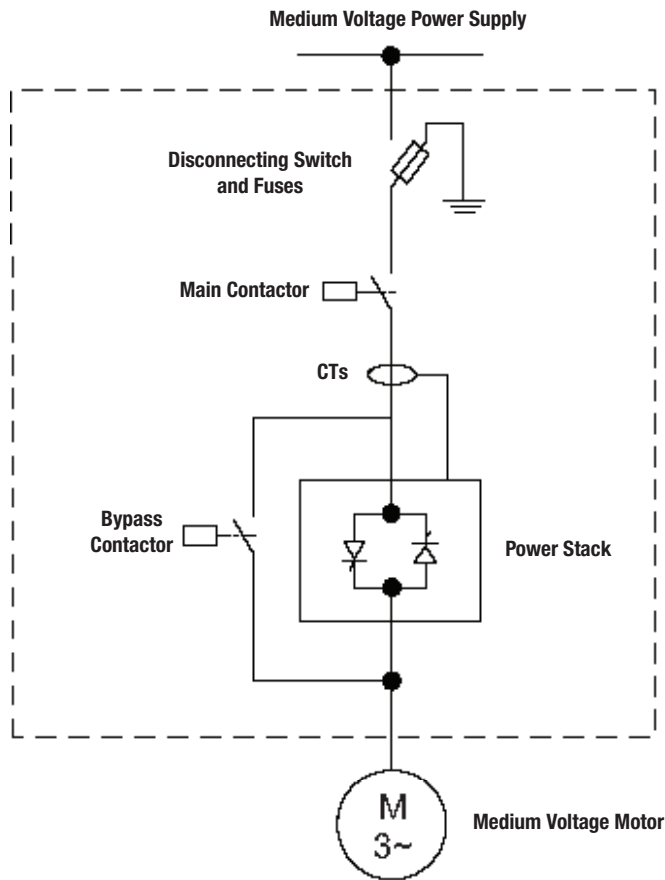 Medium Voltage Power Supply
Disconnecting Switch
and Fuses
Main Contactor
CTs
Bypass
Contactor
Power Stack
M
3~
Medium Voltage Motor